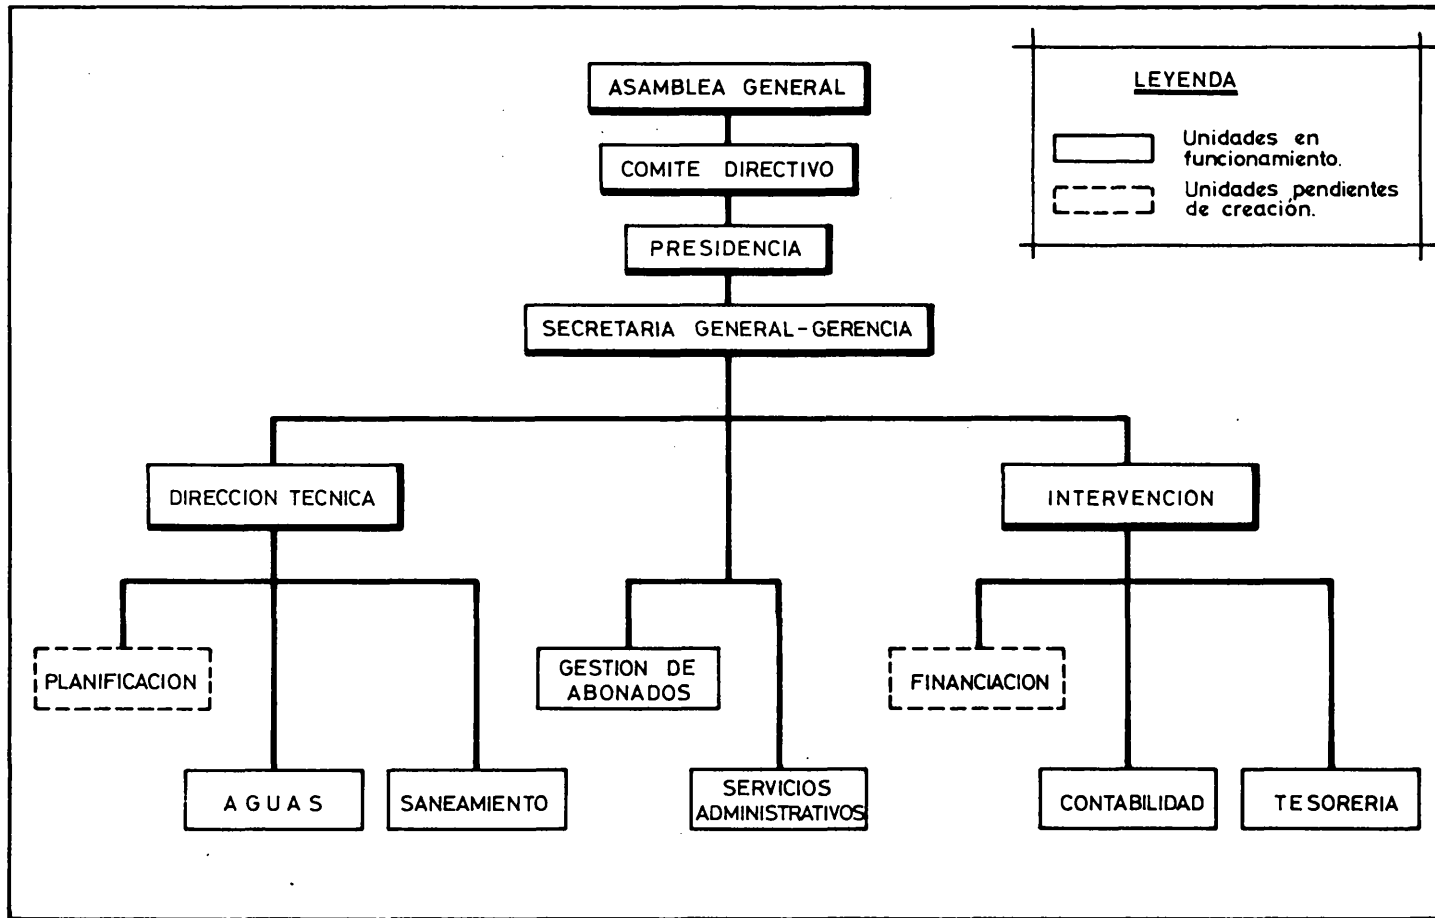 ASAMBLEA GENERAL
COMITE DIRECTIVO
PRESIDENCIA
SECRETARIA GENERAL-GERENCIA
LEYENDA
Unidades en
funcionamiento.
Unidades pendientes
de creación.
DIRECCION TECNICA
INTERVENCION
PLANIFICACION
GESTION DE
ABONADOS
FINANCIACION
AGUAS
SANEAMIENTO
SERVICIOS
ADMINISTRATIVOS
CONTABILIDAD
TESORERIA